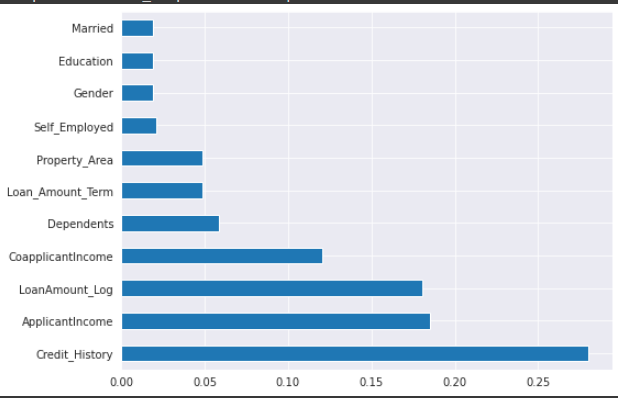 Married
Education
Gender
Self_Employed
Property_Area
Loan_Amount_Term
Dependents
CoapplicantIncome
LoanAmount_Log
ApplicantIncome
Credit_History
0.00 0.05 0.10 0.15 0.20 0.25